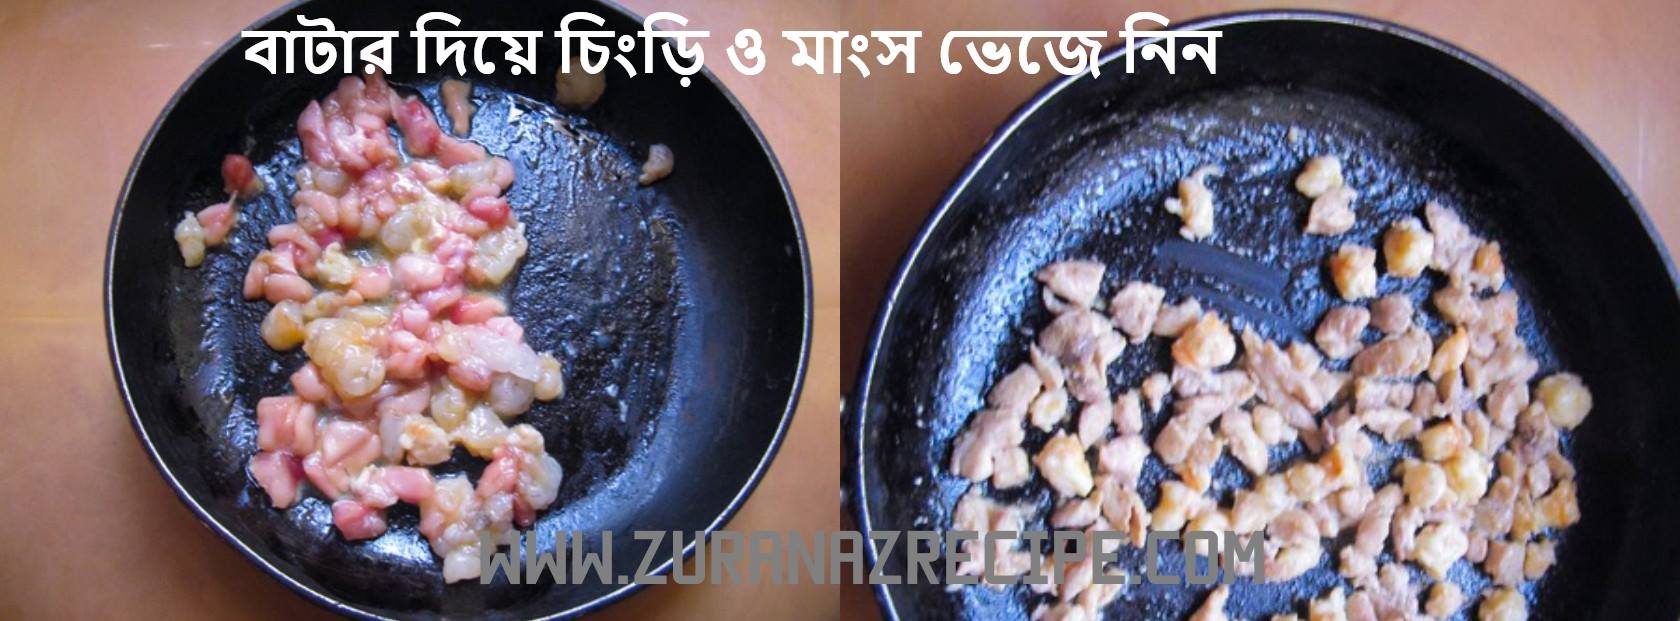 বাটার দিয়ে চিংড়ি ও মাংস ভেজে নিন
WWW.ZURANAZRECIPE.COM